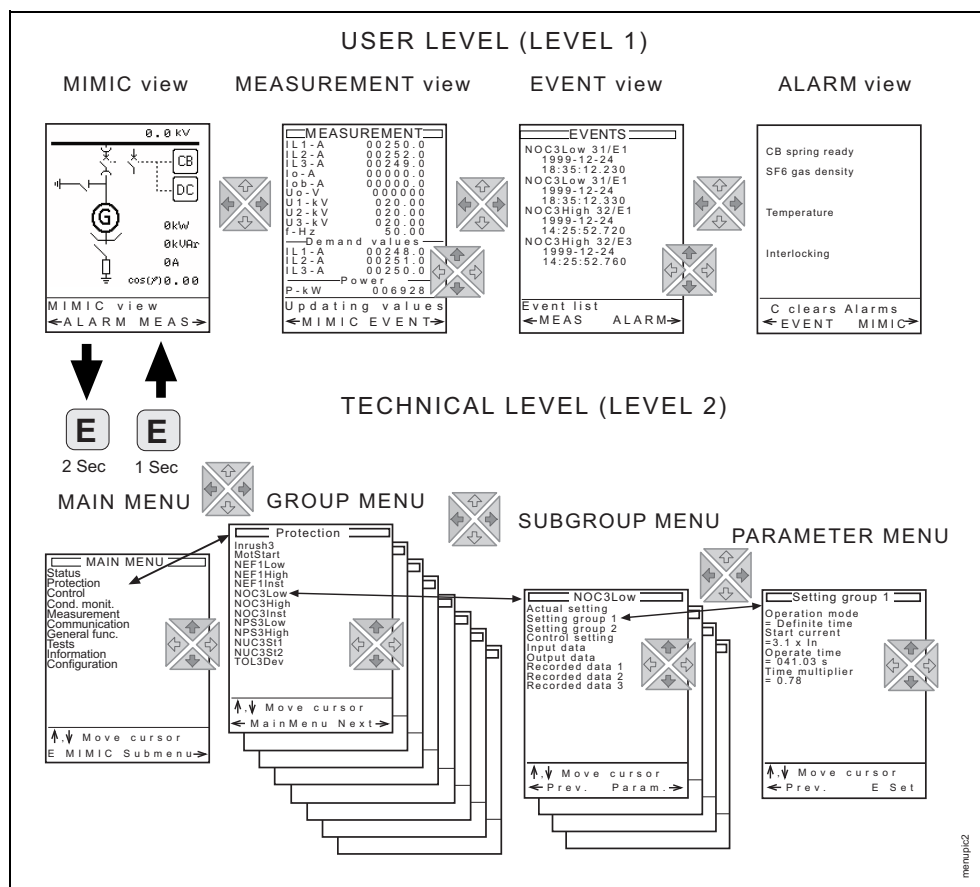 USER LEVEL (LEVEL 1)
MIMIC view
MEASUREMENT view
EVENT view
ALARM view
0.0 kV
CB
DC
G
0kW
0kVAr
0A
cos(φ)0.00
MIMIC view
←ALARM MEAS→
MEASUREMENT
IL1-A 00250.0
IL2-A 00252.0
IL3-A 00249.0
Io-A 00000.0
Iob-A 00000.0
Uo-V 000000
U1-kV 020.00
U2-kV 020.00
U3-kV 020.00
f-Hz 50.00
Demand values
IL1-A 00248.0
IL2-A 00251.0
IL3-A 00250.0
Power
P-kW 006928
Updating values
←MIMIC EVENT→
EVENTS
NOC3Low 31/E1
1999-12-24
18:35:12.230
NOC3Low 31/E1
1999-12-24
18:35:12.330
NOC3High 32/E1
1999-12-24
14:25:52.720
NOC3High 32/E3
1999-12-24
14:25:52.760
Event list
←MEAS ALARM→
CB spring ready
SF6 gas density
Temperature
Interlocking
C clears Alarms
←EVENT MIMIC→
E
2 Sec
E
1 Sec
TECHNICAL LEVEL (LEVEL 2)
MAIN MENU
GROUP MENU
SUBGROUP MENU
PARAMETER MENU
MAIN MENU
Status
Protection
Control
Cond. monit.
Measurement
Communication
General func.
Tests
Information
Configuration
↑,↓ Move cursor
E MIMIC Submenu→
Protection
Inrush3
MotStart
NEF1Low
NEF1High
NEF1Inst
NOC3Low
NOC3High
NOC3Inst
NPS3Low
NPS3High
NUC3St1
NUC3St2
TOL3Dev
↑,↓ Move cursor
←MainMenu Next→
NOC3Low
Actual setting
Setting group 1
Setting group 2
Control setting
Input data
Output data
Recorded data 1
Recorded data 2
Recorded data 3
↑,↓ Move cursor
←Prev. Param.→
Setting group 1
Operation mode
= Definite time
Start current
=3.1 x In
Operate time
= 041.03 s
Time multiplier
= 0.78
↑,↓ Move cursor
←Prev. E Set
menupic2